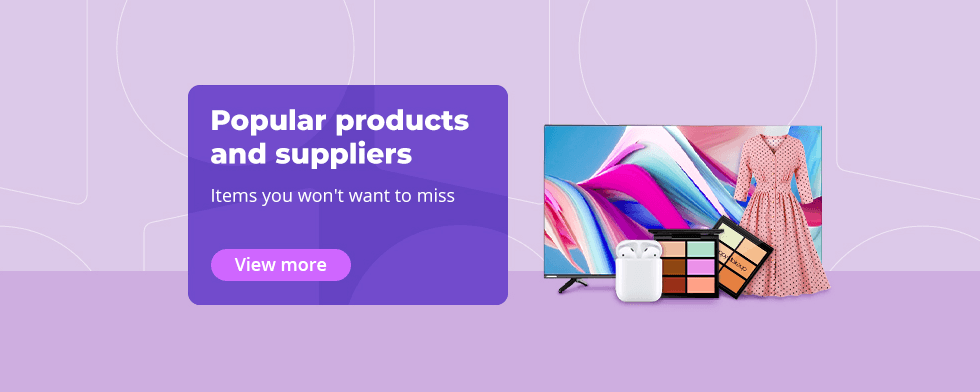 Popular products
and suppliers
Items you won't want to miss
View more